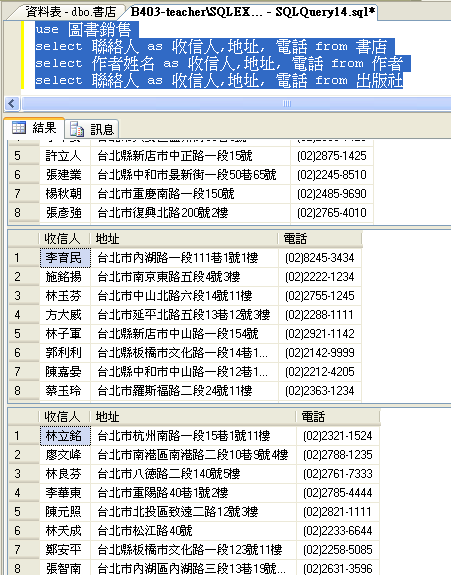 資料表 - dbo.書店 B403-teacher\SQLEX... - SQLQuery14.sql*
use 圖書銷售
select 聯絡人 as 收信人,地址, 電話 from 書店
select 作者姓名 as 收信人,地址, 電話 from 作者
select 聯絡人 as 收信人,地址, 電話 from 出版社
結果 訊息
5 許立人 台北縣新店市中正路一段15號 (02)2875-1425
6 張建業 台北縣中和市景新街一段50巷65號 (02)2245-8510
7 楊秋朝 台北市重慶南路一段150號 (02)2485-9690
8 張彥強 台北市復興北路200號2樓 (02)2765-4010
收信人 地址 電話
1 李育民 台北市內湖路一段111巷1號1樓 (02)8245-3434
2 施銘揚 台北市南京東路五段4號3樓 (02)2222-1234
3 林玉芬 台北市中山北路六段14號11樓 (02)2755-1245
4 方大威 台北市延平北路五段13巷12號3樓 (02)2288-1111
5 林子軍 台北縣新店市中山路一段154號 (02)2921-1142
6 郭利利 台北縣板橋市文化路一段14巷1... (02)2142-9999
7 陳嘉晏 台北縣中和市中山路一段12巷1... (02)2212-4205
8 蔡玉玲 台北市羅斯福路二段24號11樓 (02)2363-1234
收信人 地址 電話
1 林立銘 台北市杭州南路一段15巷1號11樓 (02)2321-1524
2 廖文峰 台北市南港區南港路二段10巷9號4樓 (02)2788-1235
3 林良芬 台北市八德路二段140號5樓 (02)2761-7333
4 李華東 台北市重陽路40巷1號2樓 (02)2785-4444
5 陳元照 台北市北投區致遠二路12號3樓 (02)2821-1111
6 林天成 台北市松江路40號 (02)2233-6644
7 鄭安平 台北縣板橋市文化路一段123號11樓 (02)2258-5085
8 張智南 台北市內湖區內湖路三段13巷19號... (02)2631-3596